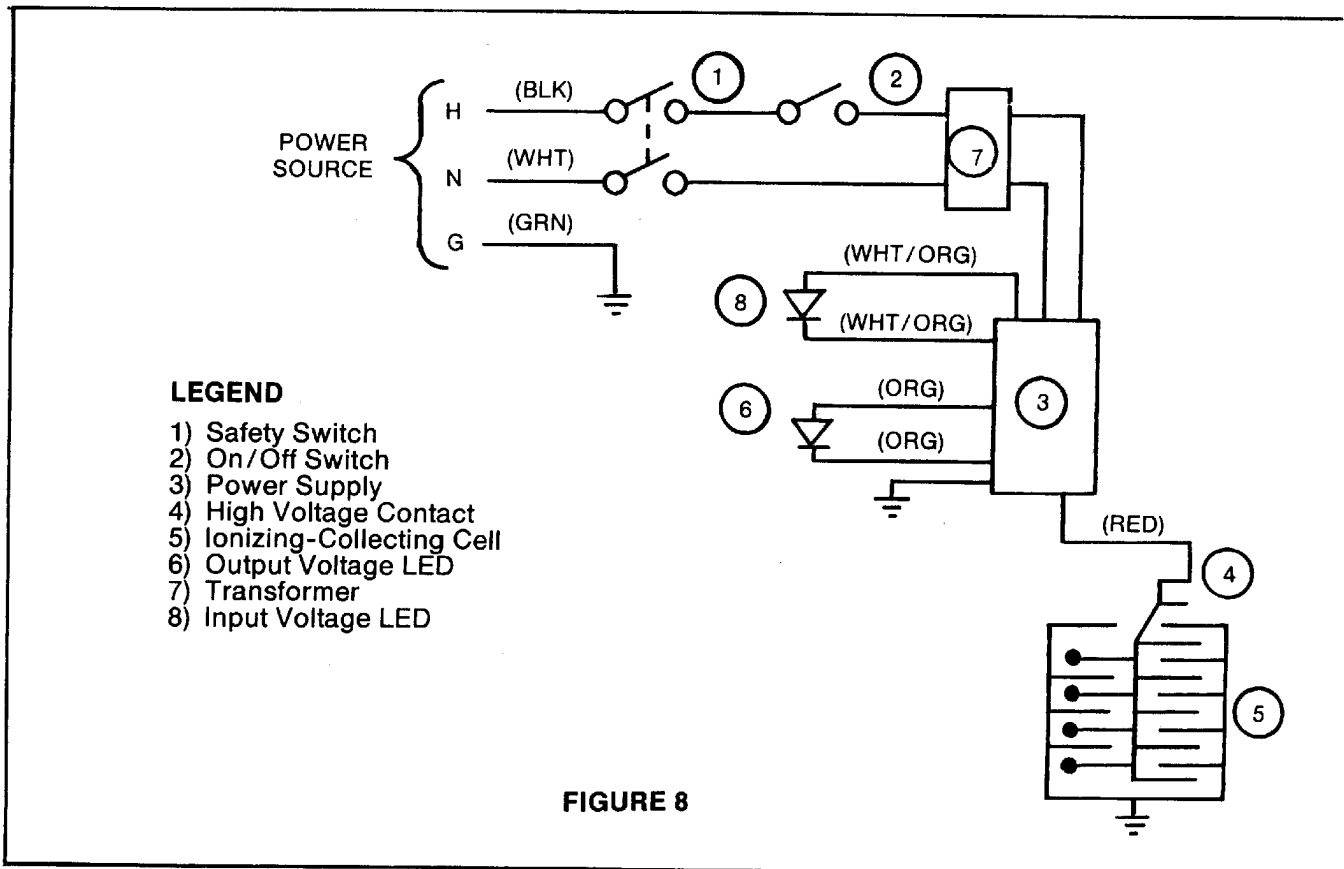 1
2
(BLK)
H
POWER
SOURCE
7
(WHT)
N
(GRN)
G
(WHT/ORG)
8
(WHT/ORG)
LEGEND
(ORG)
6
3
(ORG)
1) Safety Switch
2) On/Off Switch
3) Power Supply
4) High Voltage Contact
5) Ionizing-Collecting Cell
6) Output Voltage LED
7) Transformer
8) Input Voltage LED
(RED)
4
5
FIGURE 8